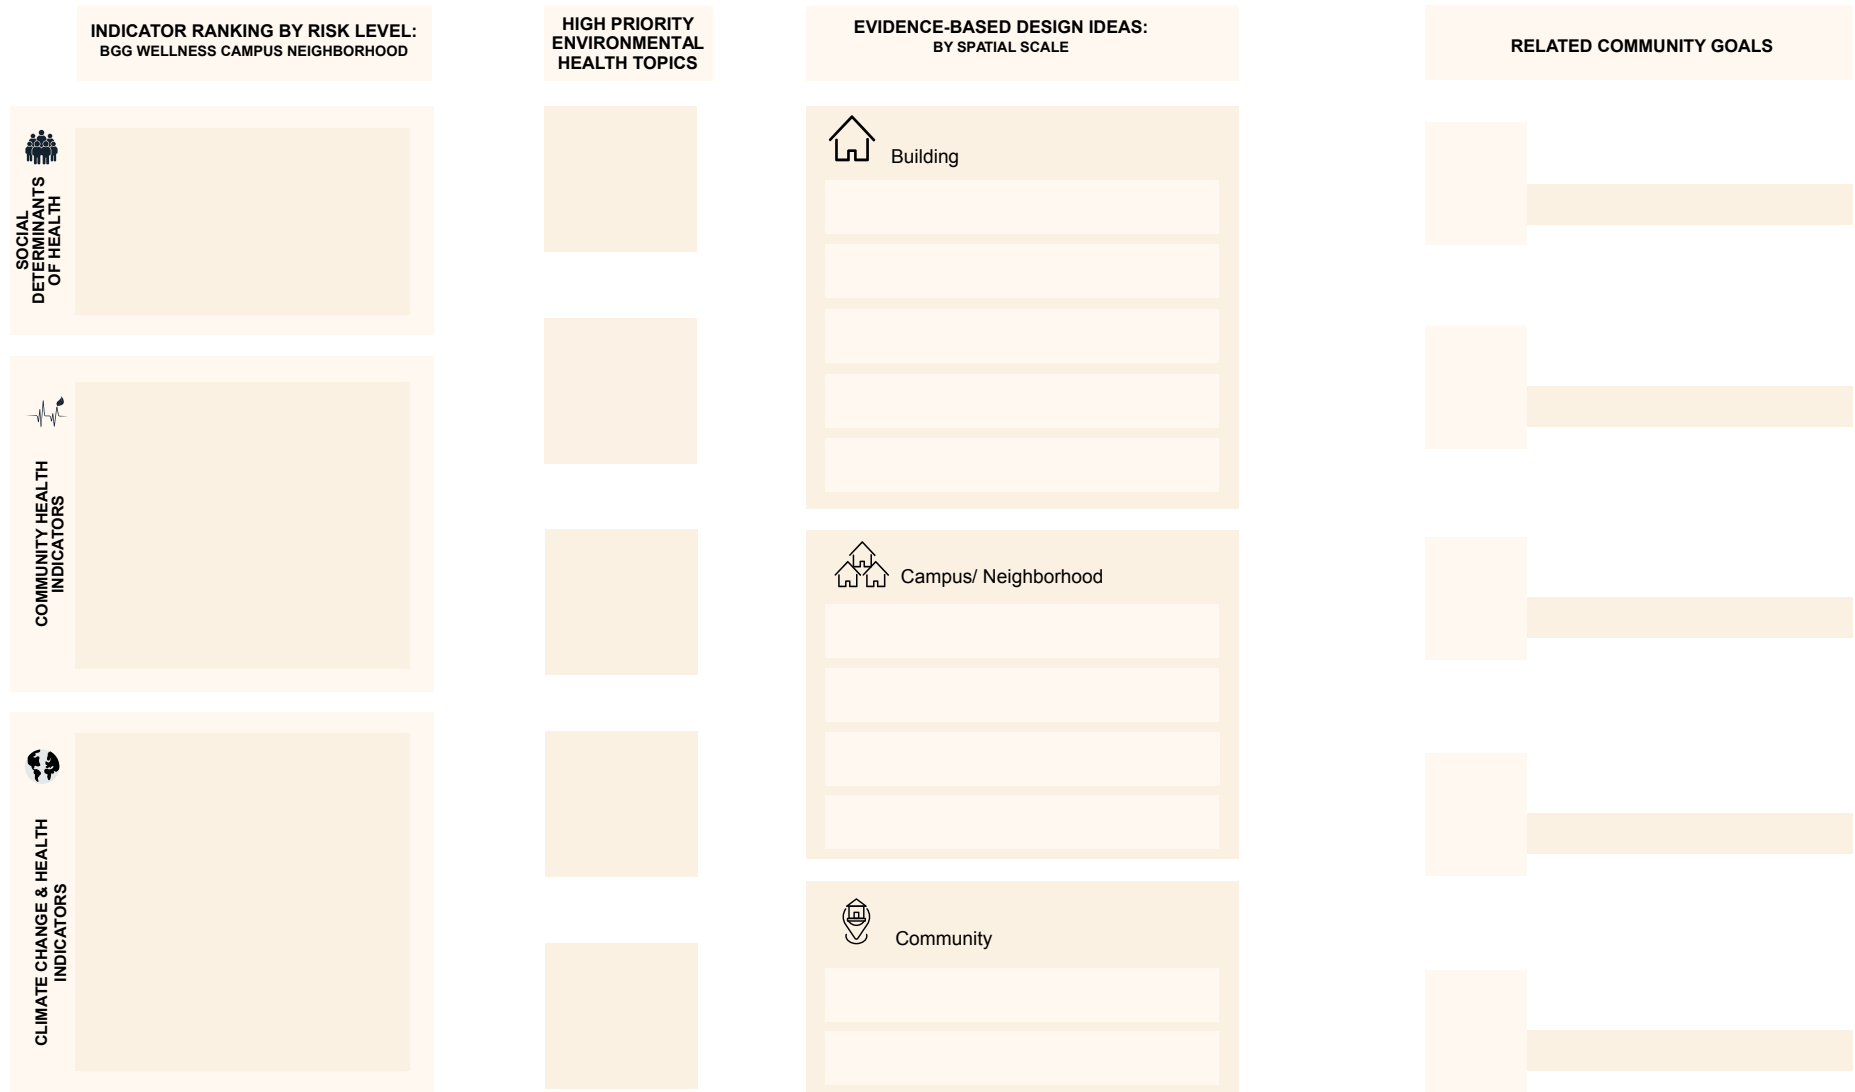 INDICATOR RANKING BY RISK LEVEL:
BGG WELLNESS CAMPUS NEIGHBORHOOD
HIGH PRIORITY
ENVIRONMENTAL
HEALTH TOPICS
EVIDENCE-BASED DESIGN IDEAS:
BY SPATIAL SCALE
RELATED COMMUNITY GOALS
SOCIAL
DETERMINANTS
OF HEALTH
COMMUNITY HEALTH
INDICATORS
CLIMATE CHANGE & HEALTH
INDICATORS
Building
Campus/ Neighborhood
Community